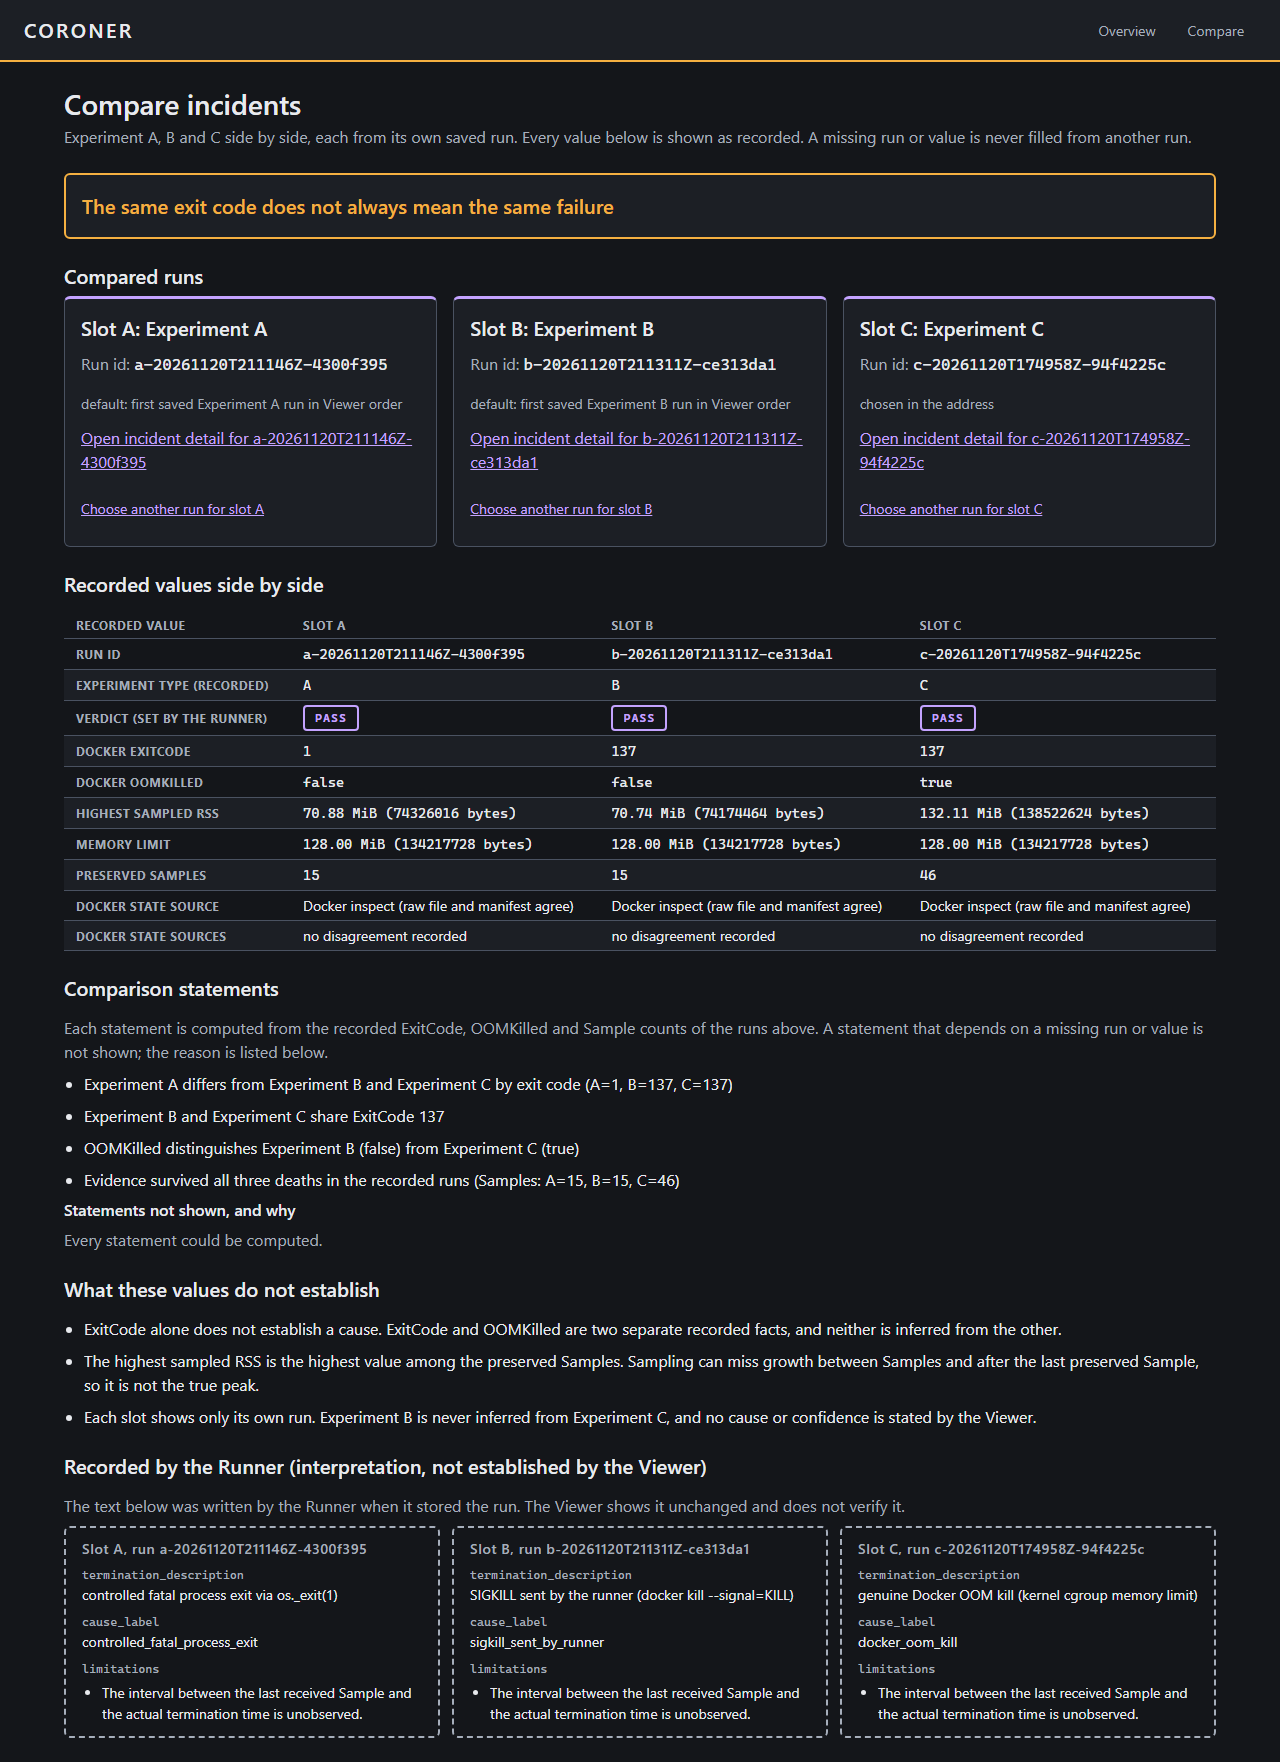 CORONER
Overview
Compare
Compare incidents
Experiment A, B and C side by side, each from its own saved run. Every value below is shown as recorded. A missing run or value is never filled from another run.
The same exit code does not always mean the same failure
Compared runs
Slot A: Experiment A
Run id: a-20261120T211146Z-4300f395
default: first saved Experiment A run in Viewer order
Open incident detail for a-20261120T211146Z-
4300f395
Choose another run for slot A
Slot B: Experiment B
Run id: b-20261120T211311Z-ce313da1
default: first saved Experiment B run in Viewer order
Open incident detail for b-20261120T211311Z-
ce313da1
Choose another run for slot B
Slot C: Experiment C
Run id: c-20261120T174958Z-94f4225c
chosen in the address
Open incident detail for c-20261120T174958Z-
94f4225c
Choose another run for slot C
Recorded values side by side
RECORDED VALUE SLOT A SLOT B SLOT C
RUN ID a-20261120T211146Z-4300f395 b-20261120T211311Z-ce313da1 c-20261120T174958Z-94f4225c
EXPERIMENT TYPE (RECORDED) A B C
VERDICT (SET BY THE RUNNER) PASS PASS PASS
DOCKER EXITCODE 1 137 137
DOCKER OOMKILLED false false true
HIGHEST SAMPLED RSS 70.88 MiB (74326016 bytes) 70.74 MiB (74174464 bytes) 132.11 MiB (138522624 bytes)
MEMORY LIMIT 128.00 MiB (134217728 bytes) 128.00 MiB (134217728 bytes) 128.00 MiB (134217728 bytes)
PRESERVED SAMPLES 15 15 46
DOCKER STATE SOURCE Docker inspect (raw file and manifest agree) Docker inspect (raw file and manifest agree) Docker inspect (raw file and manifest agree)
DOCKER STATE SOURCES no disagreement recorded no disagreement recorded no disagreement recorded
Comparison statements
Each statement is computed from the recorded ExitCode, OOMKilled and Sample counts of the runs above. A statement that depends on a missing run or value is
not shown; the reason is listed below.
• Experiment A differs from Experiment B and Experiment C by exit code (A=1, B=137, C=137)
• Experiment B and Experiment C share ExitCode 137
• OOMKilled distinguishes Experiment B (false) from Experiment C (true)
• Evidence survived all three deaths in the recorded runs (Samples: A=15, B=15, C=46)
Statements not shown, and why
Every statement could be computed.
What these values do not establish
• ExitCode alone does not establish a cause. ExitCode and OOMKilled are two separate recorded facts, and neither is inferred from the other.
• The highest sampled RSS is the highest value among the preserved Samples. Sampling can miss growth between Samples and after the last preserved Sample,
so it is not the true peak.
• Each slot shows only its own run. Experiment B is never inferred from Experiment C, and no cause or confidence is stated by the Viewer.
Recorded by the Runner (interpretation, not established by the Viewer)
The text below was written by the Runner when it stored the run. The Viewer shows it unchanged and does not verify it.
Slot A, run a-20261120T211146Z-4300f395
termination_description
controlled fatal process exit via os._exit(1)
cause_label
controlled_fatal_process_exit
limitations
• The interval between the last received Sample and
the actual termination time is unobserved.
Slot B, run b-20261120T211311Z-ce313da1
termination_description
SIGKILL sent by the runner (docker kill --signal=KILL)
cause_label
sigkill_sent_by_runner
limitations
• The interval between the last received Sample and
the actual termination time is unobserved.
Slot C, run c-20261120T174958Z-94f4225c
termination_description
genuine Docker OOM kill (kernel cgroup memory limit)
cause_label
docker_oom_kill
limitations
• The interval between the last received Sample and
the actual termination time is unobserved.